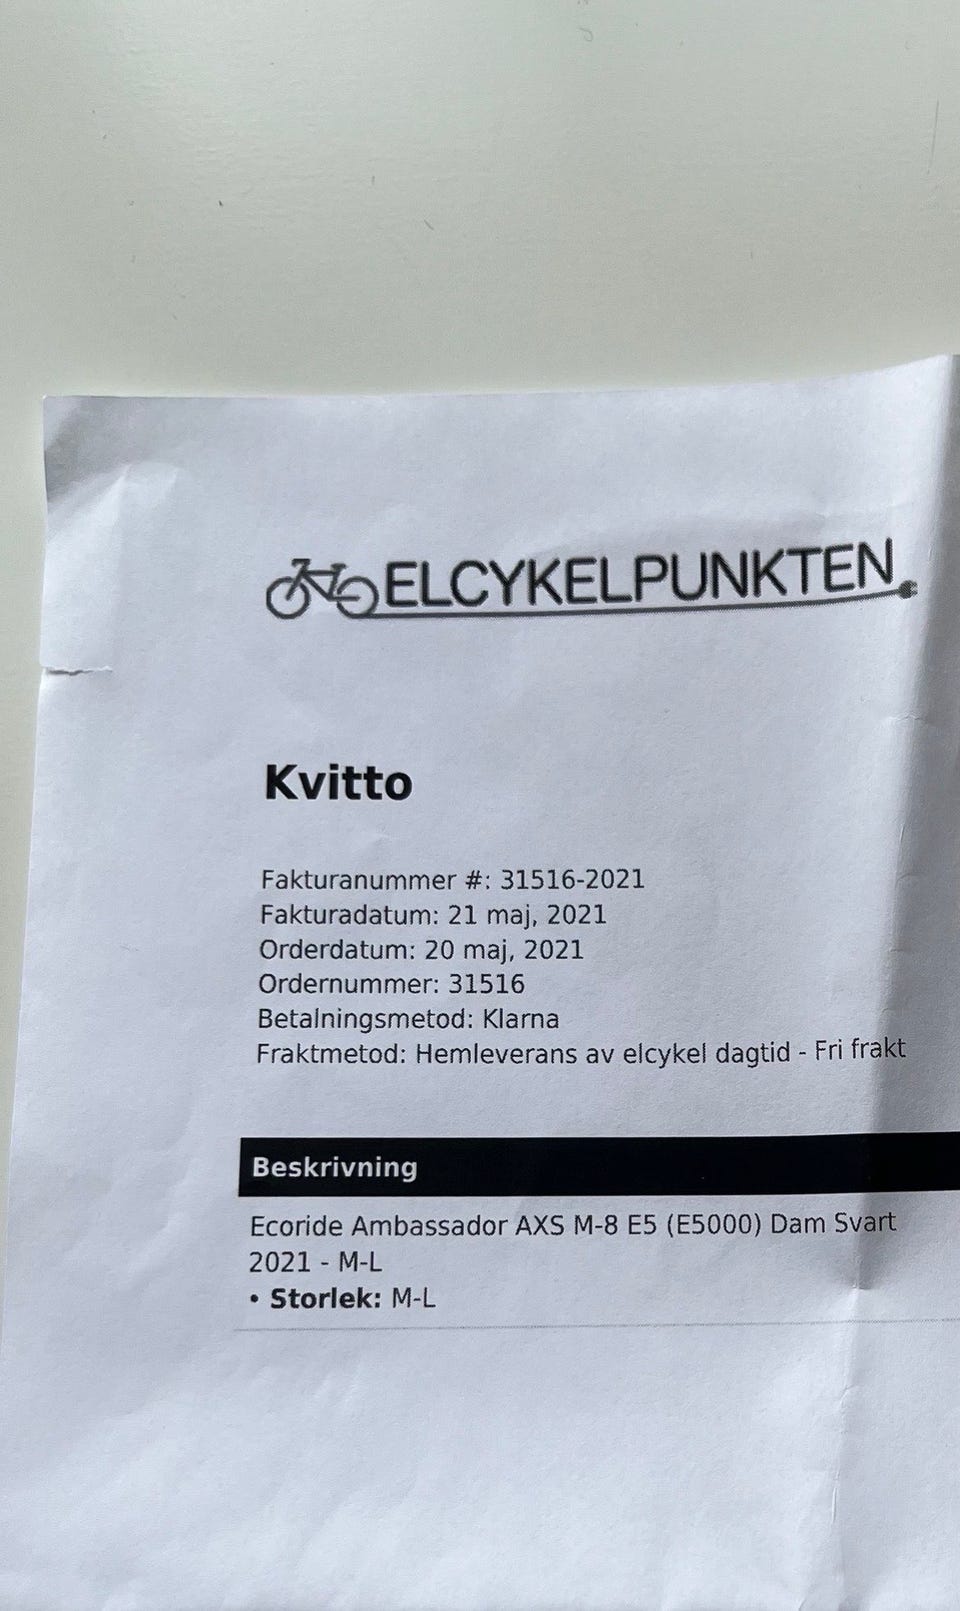 ELCYKELPUNKTEN
Kvitto
Fakturanummer #: 31516-2021
Fakturadatum: 21 maj, 2021
Orderdatum: 20 maj, 2021
Ordernummer: 31516
Betalningsmetod: Klarna
Fraktmetod: Hemleverans av elcykel dagtid - Fri frakt
Beskrivning
Ecoride Ambassador AXS M-8 E5 (E5000) Dam Svart
2021 - M-L
• Storlek: M-L